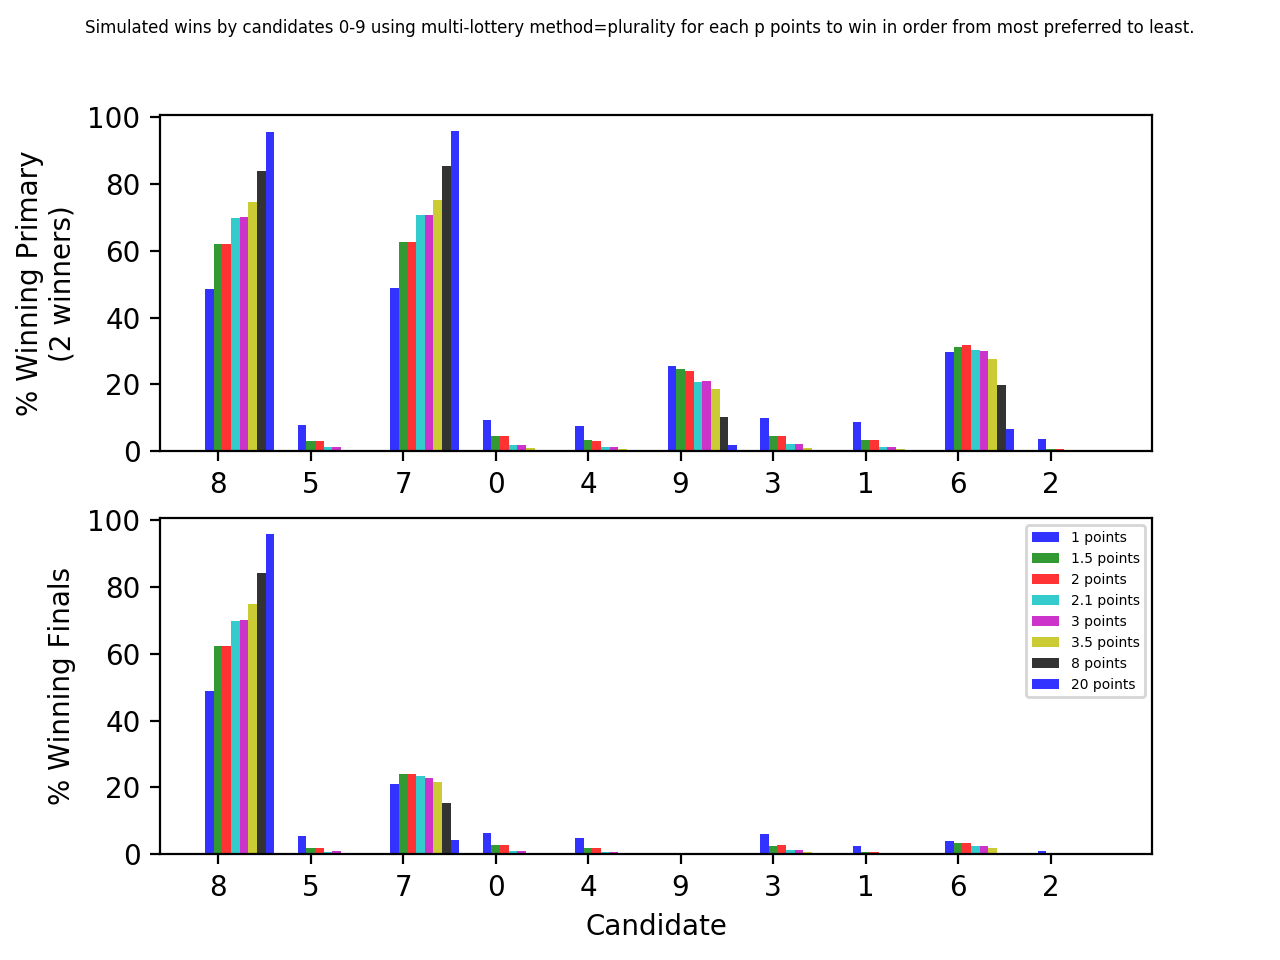 Simulated wins by candidates 0-9 using multi-lottery method=plurality for each p points to win in order from most preferred to least.
% Winning Primary
(2 winners)
100
80
60
40
20
0
8 5 7 0 4 9 3 1 6 2
% Winning Finals
100
80
60
40
20
0
1 points
1.5 points
2 points
2.1 points
3 points
3.5 points
8 points
20 points
8 5 7 0 4 9 3 1 6 2
Candidate